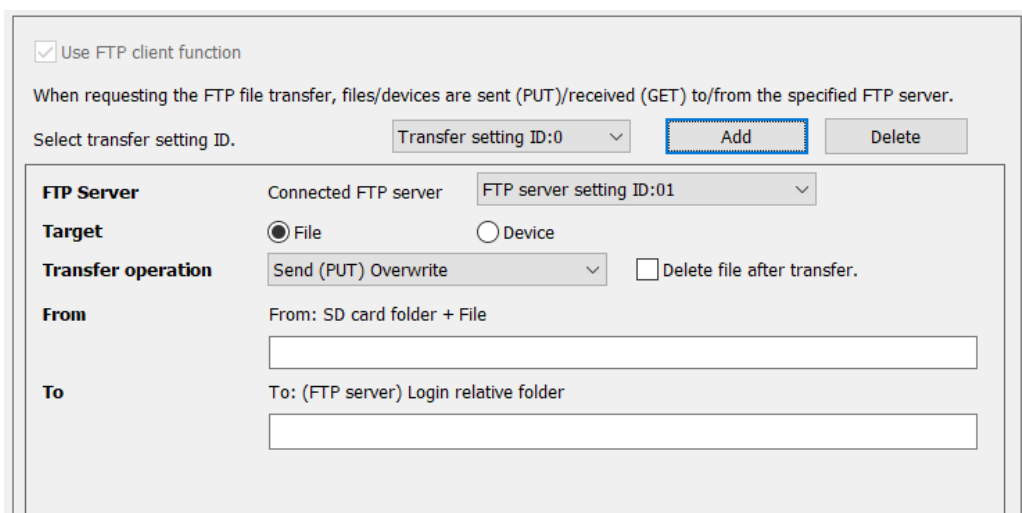 Use FTP client function
When requesting the FTP file transfer, files/devices are sent (PUT)/received (GET) to/from the specified FTP server.
Select transfer setting ID. Transfer setting ID:0 Add Delete
FTP Server Connected FTP server FTP server setting ID:01
Target File Device
Transfer operation Send (PUT) Overwrite Delete file after transfer.
From From: SD card folder + File
To To: (FTP server) Login relative folder